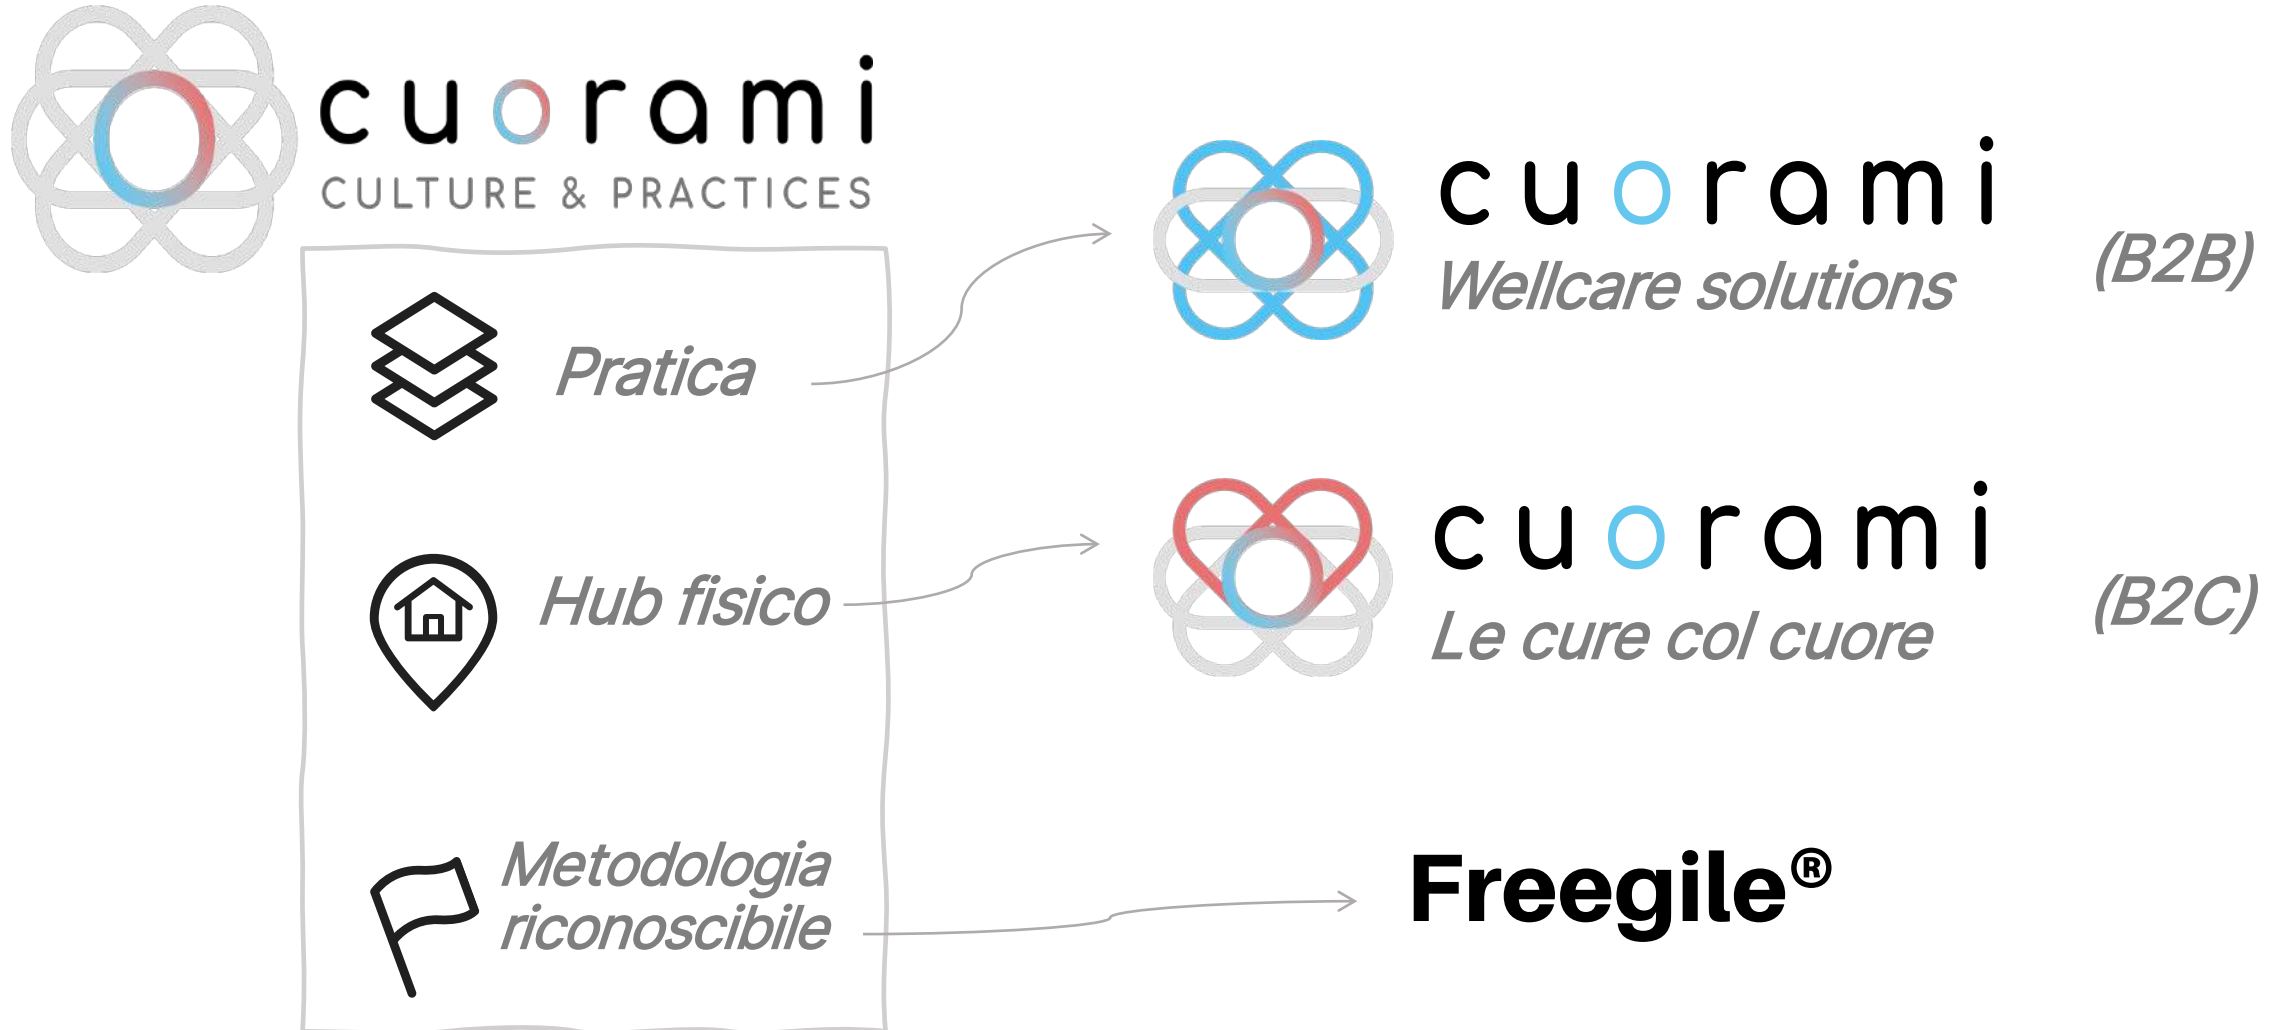 cuorami
CULTURE & PRACTICES
Pratica
Hub fisico
Metodologia
riconoscibile
cuorami
Wellcare solutions
(B2B)
cuorami
Le cure col cuore
(B2C)
Freegile®